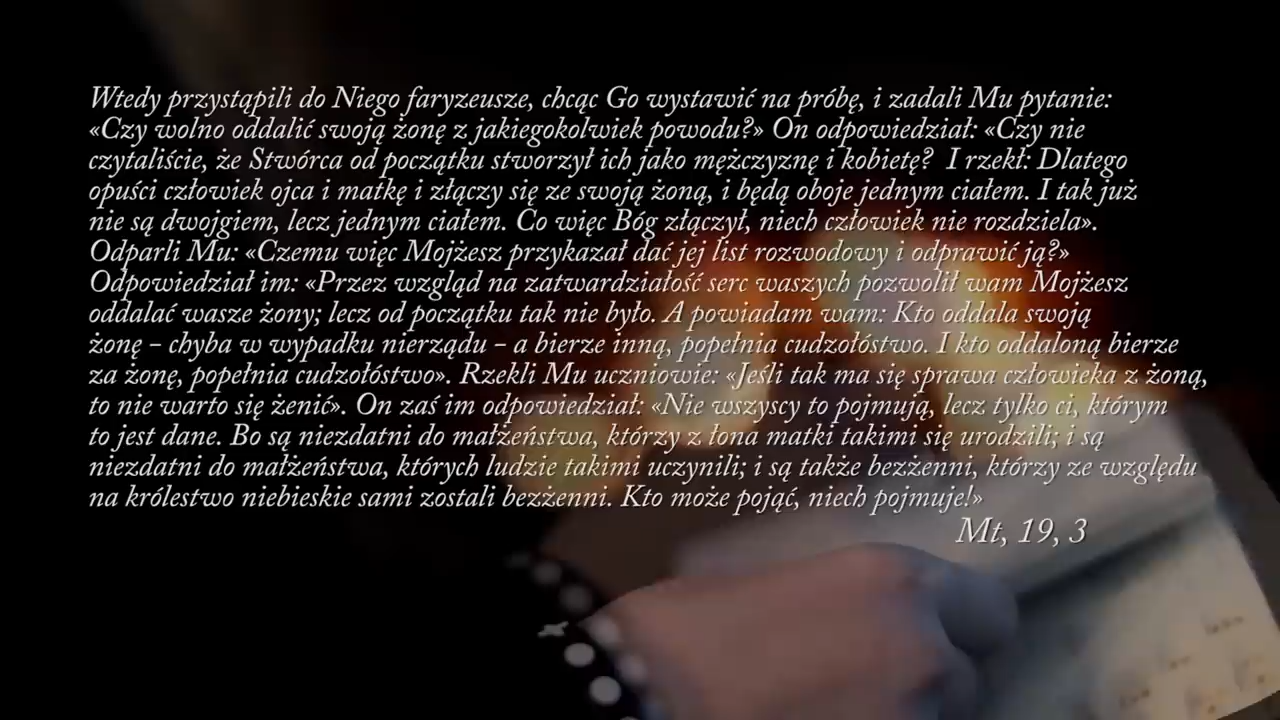 Wtedy przystąpili do Niego faryzeusze, chcąc Go wystawić na próbę, i zadali Mu pytanie:
«Czy wolno oddalić swoją żonę z jakiegokolwiek powodu?» On odpowiedział: «Czy nie
czytaliście, że Stwórca od początku stworzył ich jako mężczyznę i kobietę?  I rzekł: Dlatego
opuści człowiek ojca i matkę i złączy się ze swoją żoną, i będą oboje jednym ciałem. I tak już
nie są dwojgiem, lecz jednym ciałem. Co więc Bóg złączył, niech człowiek nie rozdziela».
Odparli Mu: «Czemu więc Mojżesz przykazał dać jej list rozwodowy i odprawić ją?»
Odpowiedział im: «Przez wzgląd na zatwardziałość serc waszych pozwolił wam Mojżesz
oddalać wasze żony; lecz od początku tak nie było. A powiadam wam: Kto oddala swoją
żonę – chyba w wypadku nierządu – a bierze inną, popełnia cudzołóstwo. I kto oddaloną bierze
za żonę, popełnia cudzołóstwo». Rzekli Mu uczniowie: «Jeśli tak ma się sprawa człowieka z żoną,
to nie warto się żenić». On zaś im odpowiedział: «Nie wszyscy to pojmują, lecz tylko ci, którym
to jest dane. Bo są niezdatni do małżeństwa, którzy z łona matki takimi się urodzili; i są
niezdatni do małżeństwa, których ludzie takimi uczynili; i są także bezżenni, którzy ze względu
na królestwo niebieskie sami zostali bezżenni. Kto może pojąć, niech pojmuje!»
Mt, 19, 3